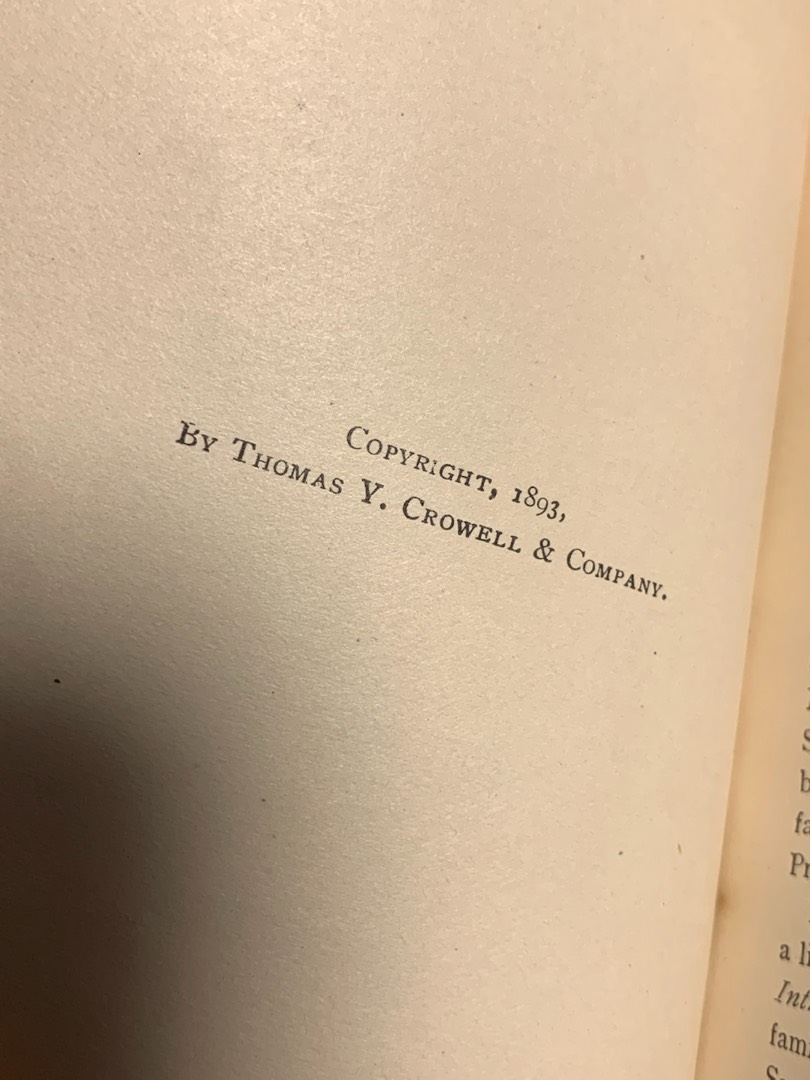 Copyright, 1893,
By Thomas Y. Crowell & Company.
a